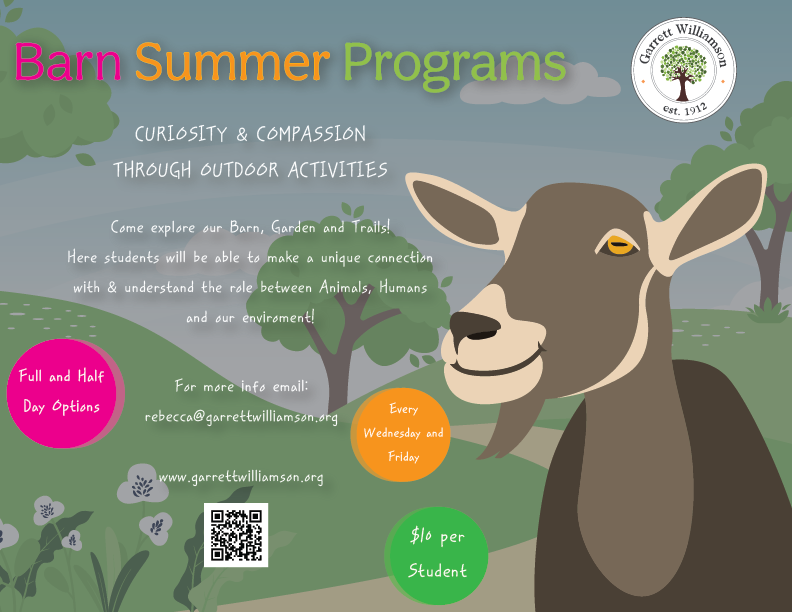 Barn Summer Programs
Garrett Williamson
est. 1912
CURIOSITY & COMPASSION
THROUGH OUTDOOR ACTIVITIES
Come explore our Barn, Garden and Trails!
Here students will be able to make a unique connection
with & understand the role between Animals, Humans
and our enviroment!
Full and Half
Day Options
For more info email:
rebecca@garrettwilliamson.org
Every
Wednesday and
Friday
www.garrettwilliamson.org
$10 per
Student